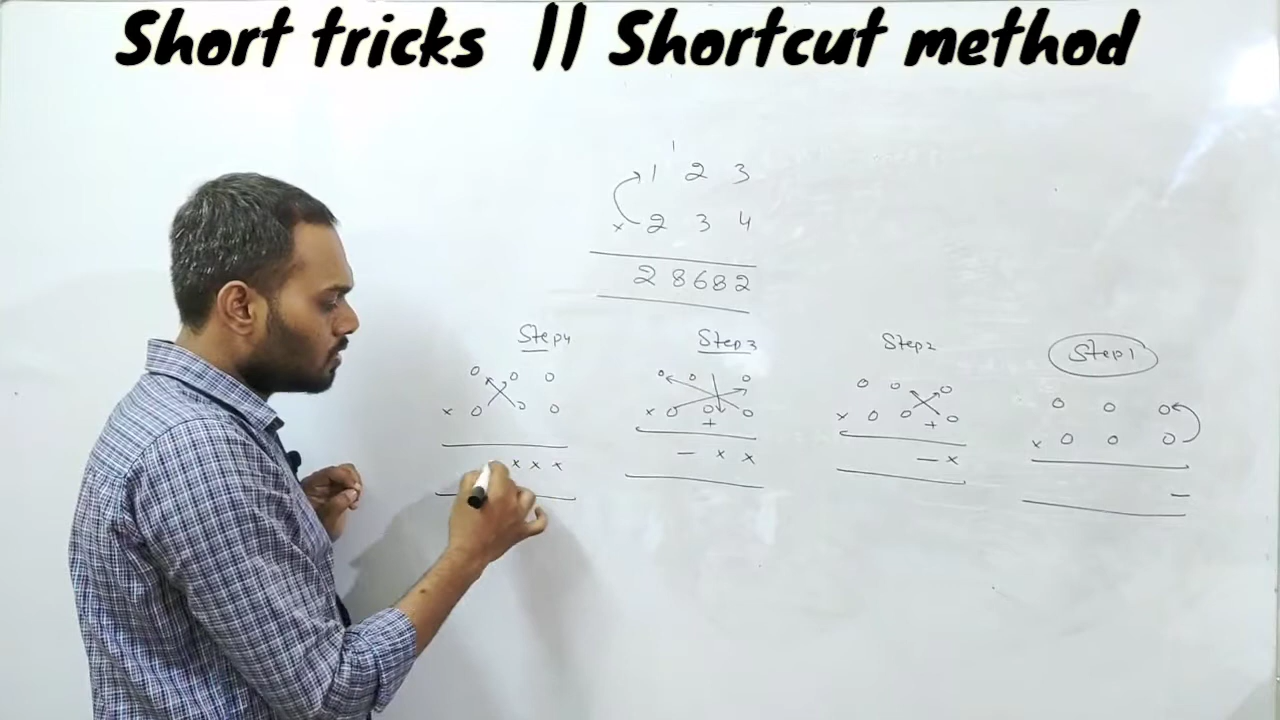 Short tricks || Shortcut method
1
1 2 3
x 2 3 4
2 8 6 8 2
Step4 Step3 Step2 Step1
o o o o o o o o o o o o
x o o o x o o o x o o o x o o o
+ +
x x x – x x – x –